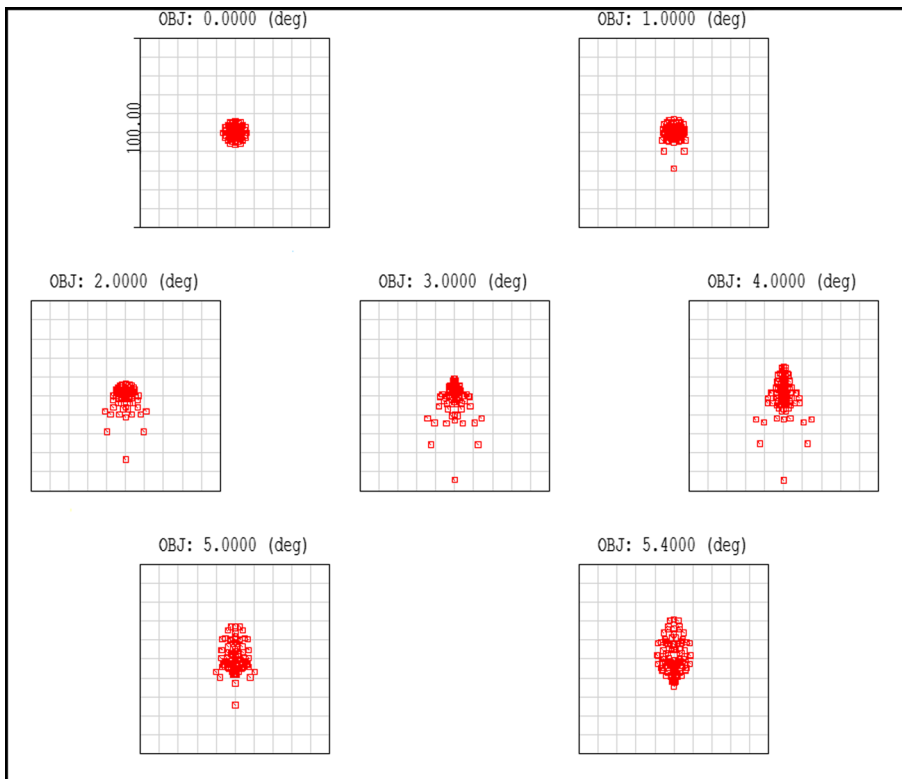 OBJ: 0.0000 (deg)
OBJ: 1.0000 (deg)
100.00
OBJ: 2.0000 (deg)
OBJ: 3.0000 (deg)
OBJ: 4.0000 (deg)
OBJ: 5.0000 (deg)
OBJ: 5.4000 (deg)